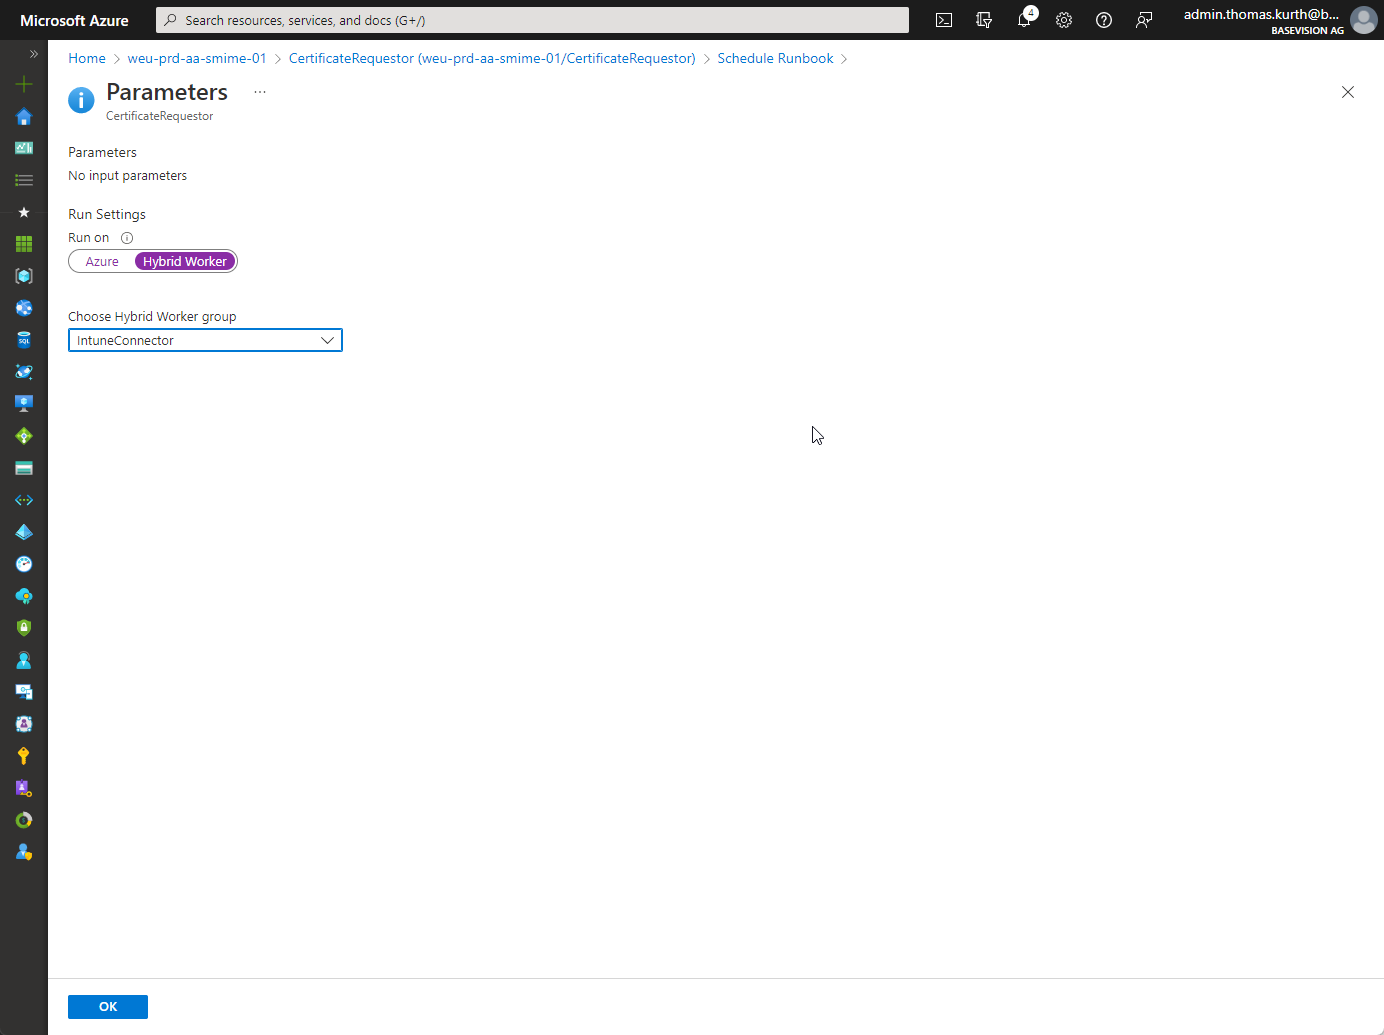 Microsoft Azure
Search resources, services, and docs (G+/)
4
admin.thomas.kurth@b...
BASEVISION AG
Home > weu-prd-aa-smime-01 > CertificateRequestor (weu-prd-aa-smime-01/CertificateRequestor) > Schedule Runbook >
Parameters ...
CertificateRequestor
Parameters
No input parameters
Run Settings
Run on
Azure Hybrid Worker
Choose Hybrid Worker group
IntuneConnector
SQL
OK